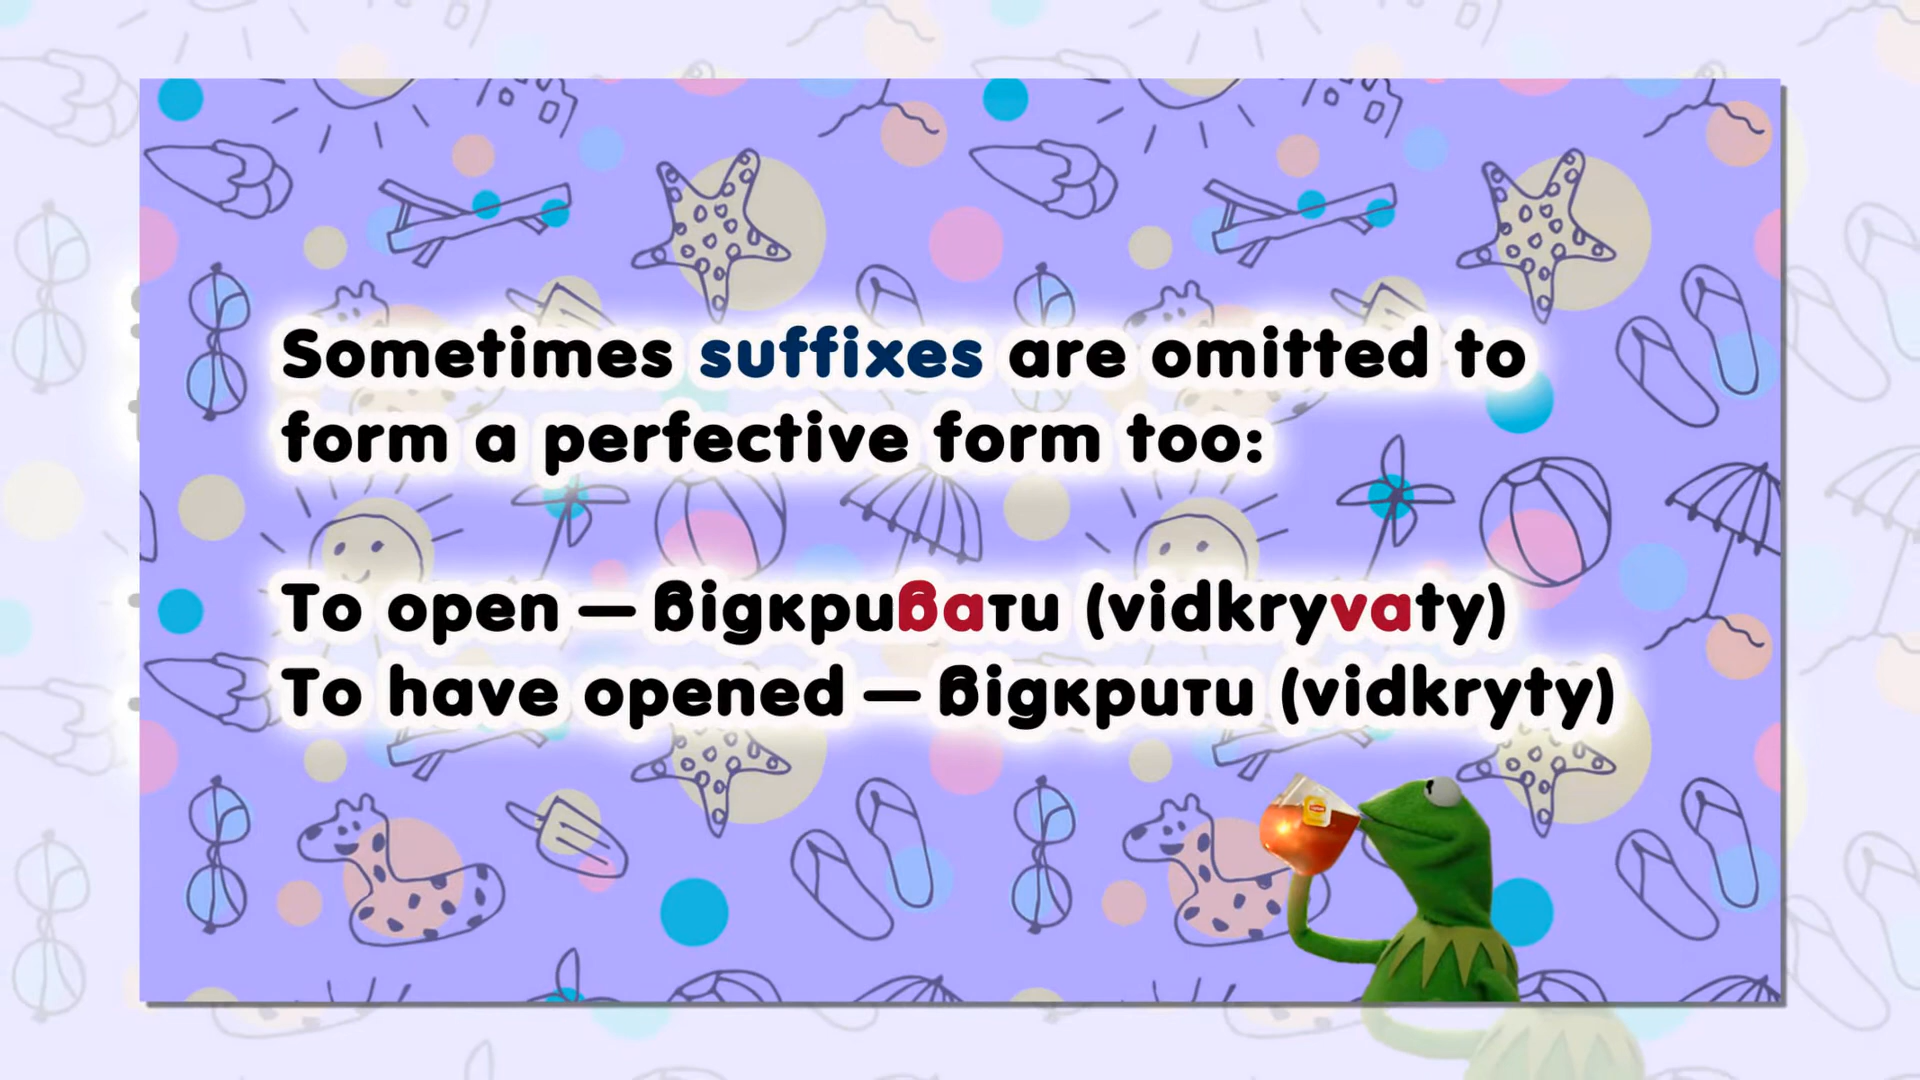 Sometimes suffixes are omitted to
form a perfective form too:
To open — відкривати (vidkryvaty)
To have opened — відкрити (vidkryty)